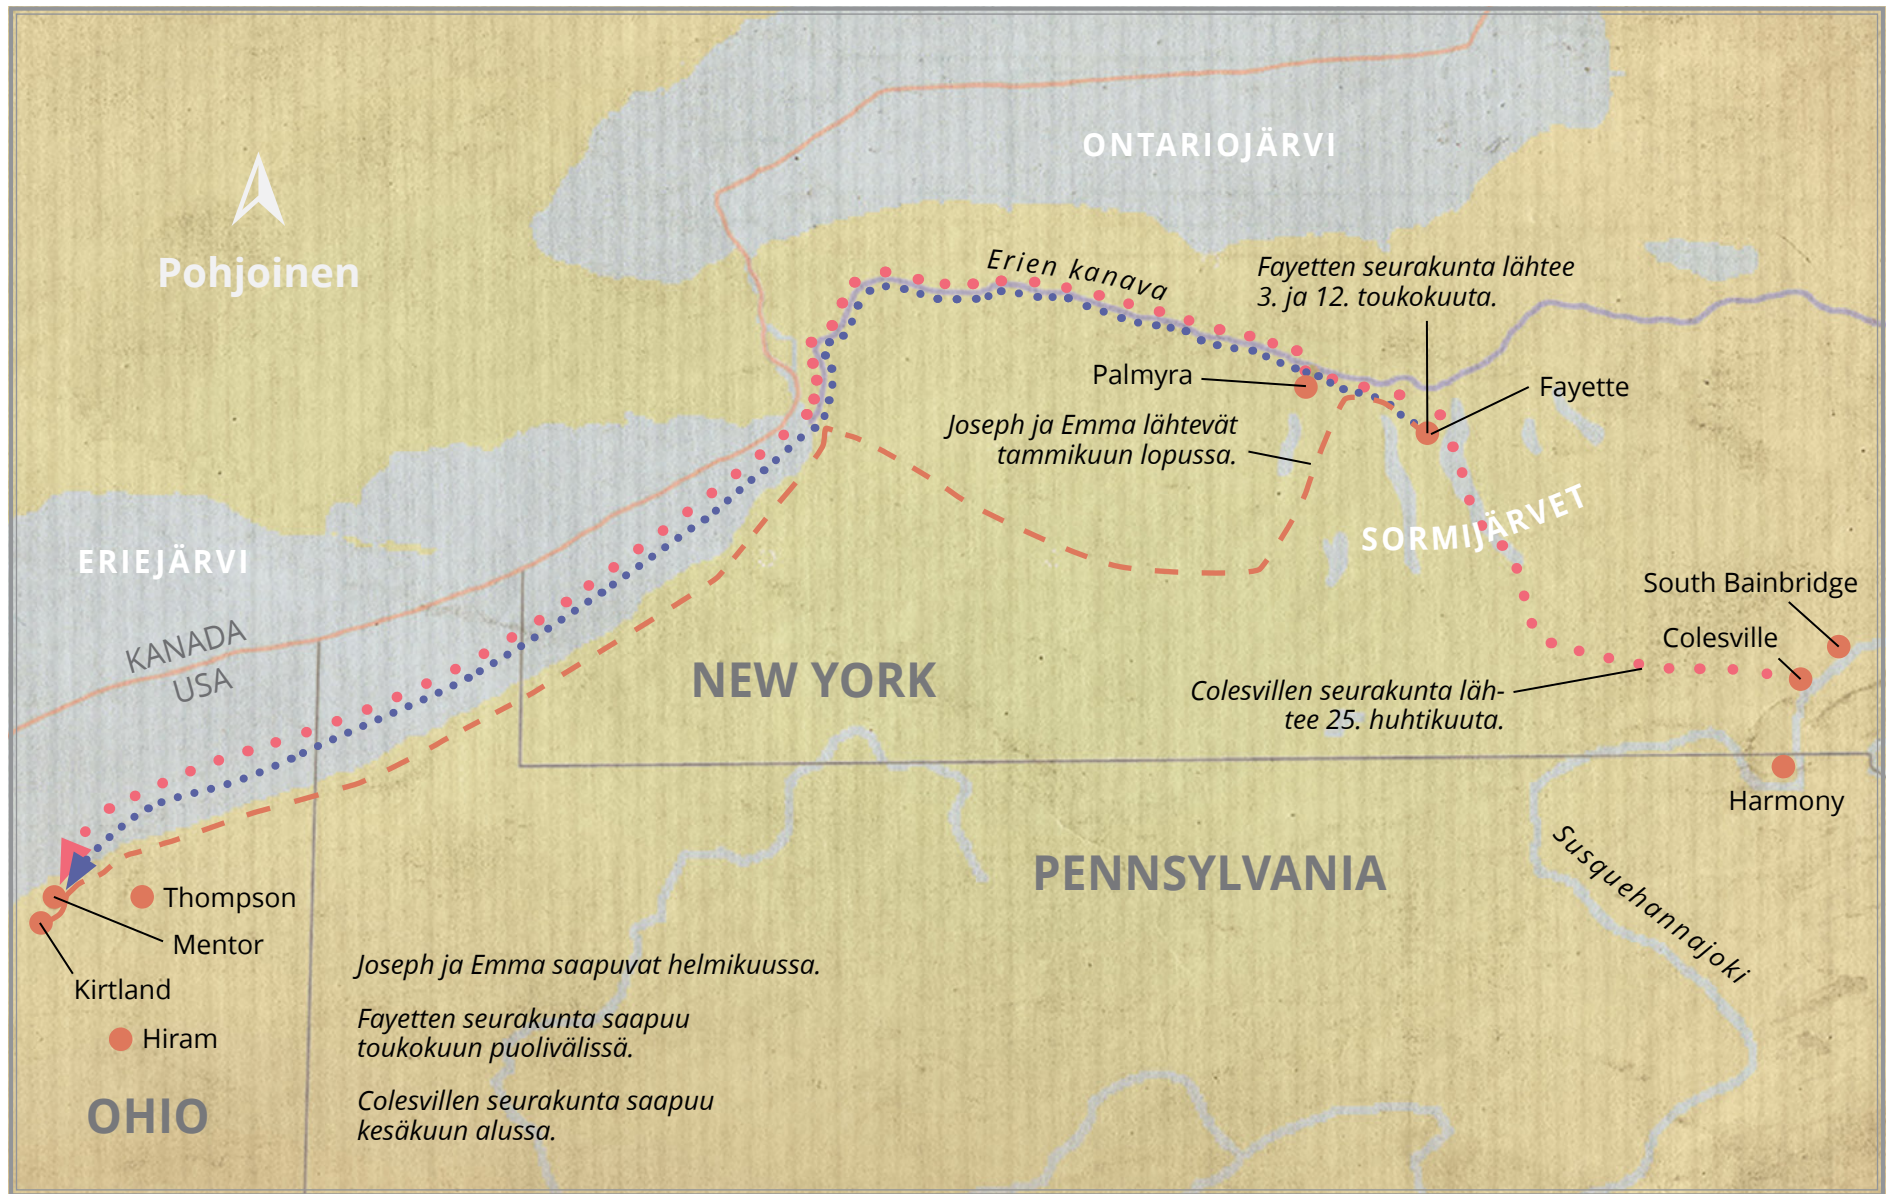 ONTARIOJÄRVI
Pohjoinen
Erien kanava
Fayetten seurakunta lähtee
3. ja 12. toukokuuta.
Palmyra
Fayette
Joseph ja Emma lähtevät
tammikuun lopussa.
SORMIJÄRVET
ERIEJÄRVI
South Bainbridge
Colesville
KANADA
USA
NEW YORK
Colesvillen seurakunta läh-
tee 25. huhtikuuta.
Harmony
PENNSYLVANIA
Susquehannajoki
Thompson
Mentor
Kirtland
Hiram
OHIO
Joseph ja Emma saapuvat helmikuussa.
Fayetten seurakunta saapuu
toukokuun puolivälissä.
Colesvillen seurakunta saapuu
kesäkuun alussa.